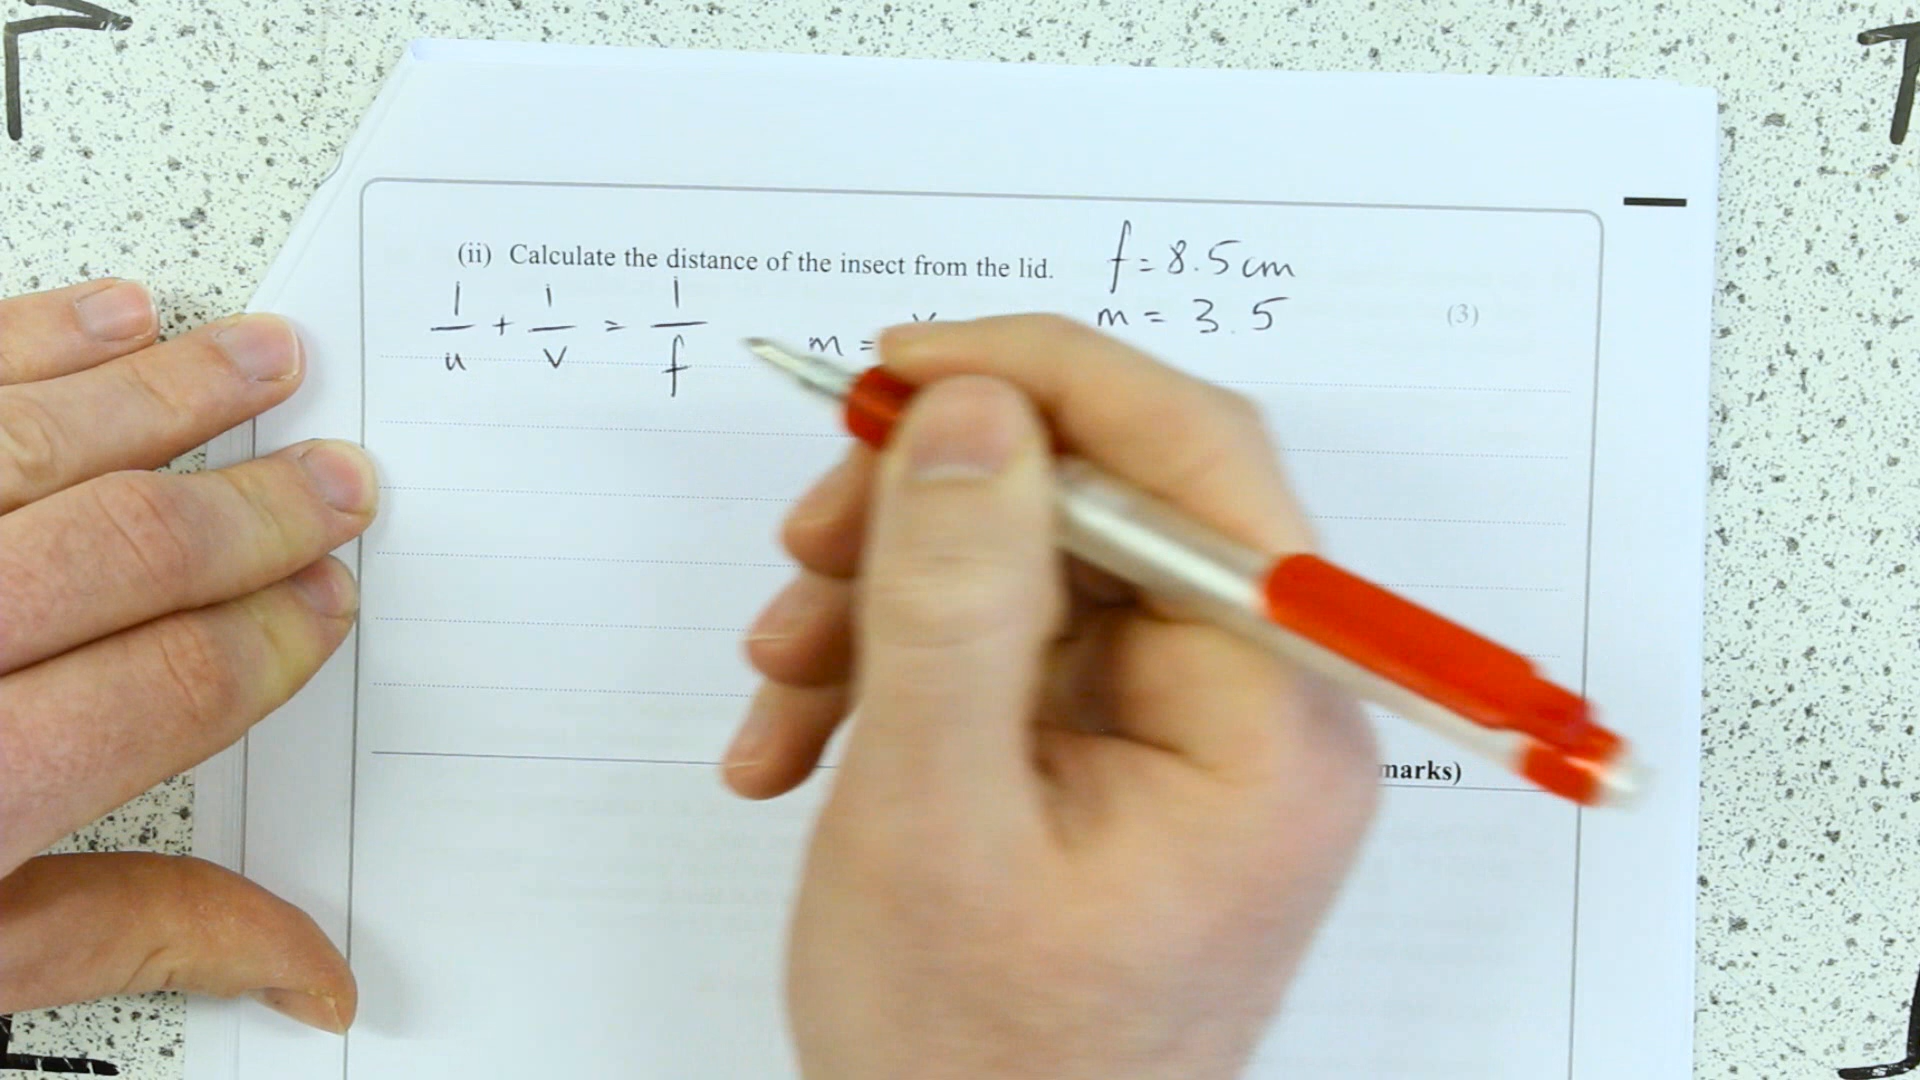 (ii) Calculate the distance of the insect from the lid.
f = 8.5 cm
1/u + 1/v = 1/f
m =
m = 3.5
(3)
marks)